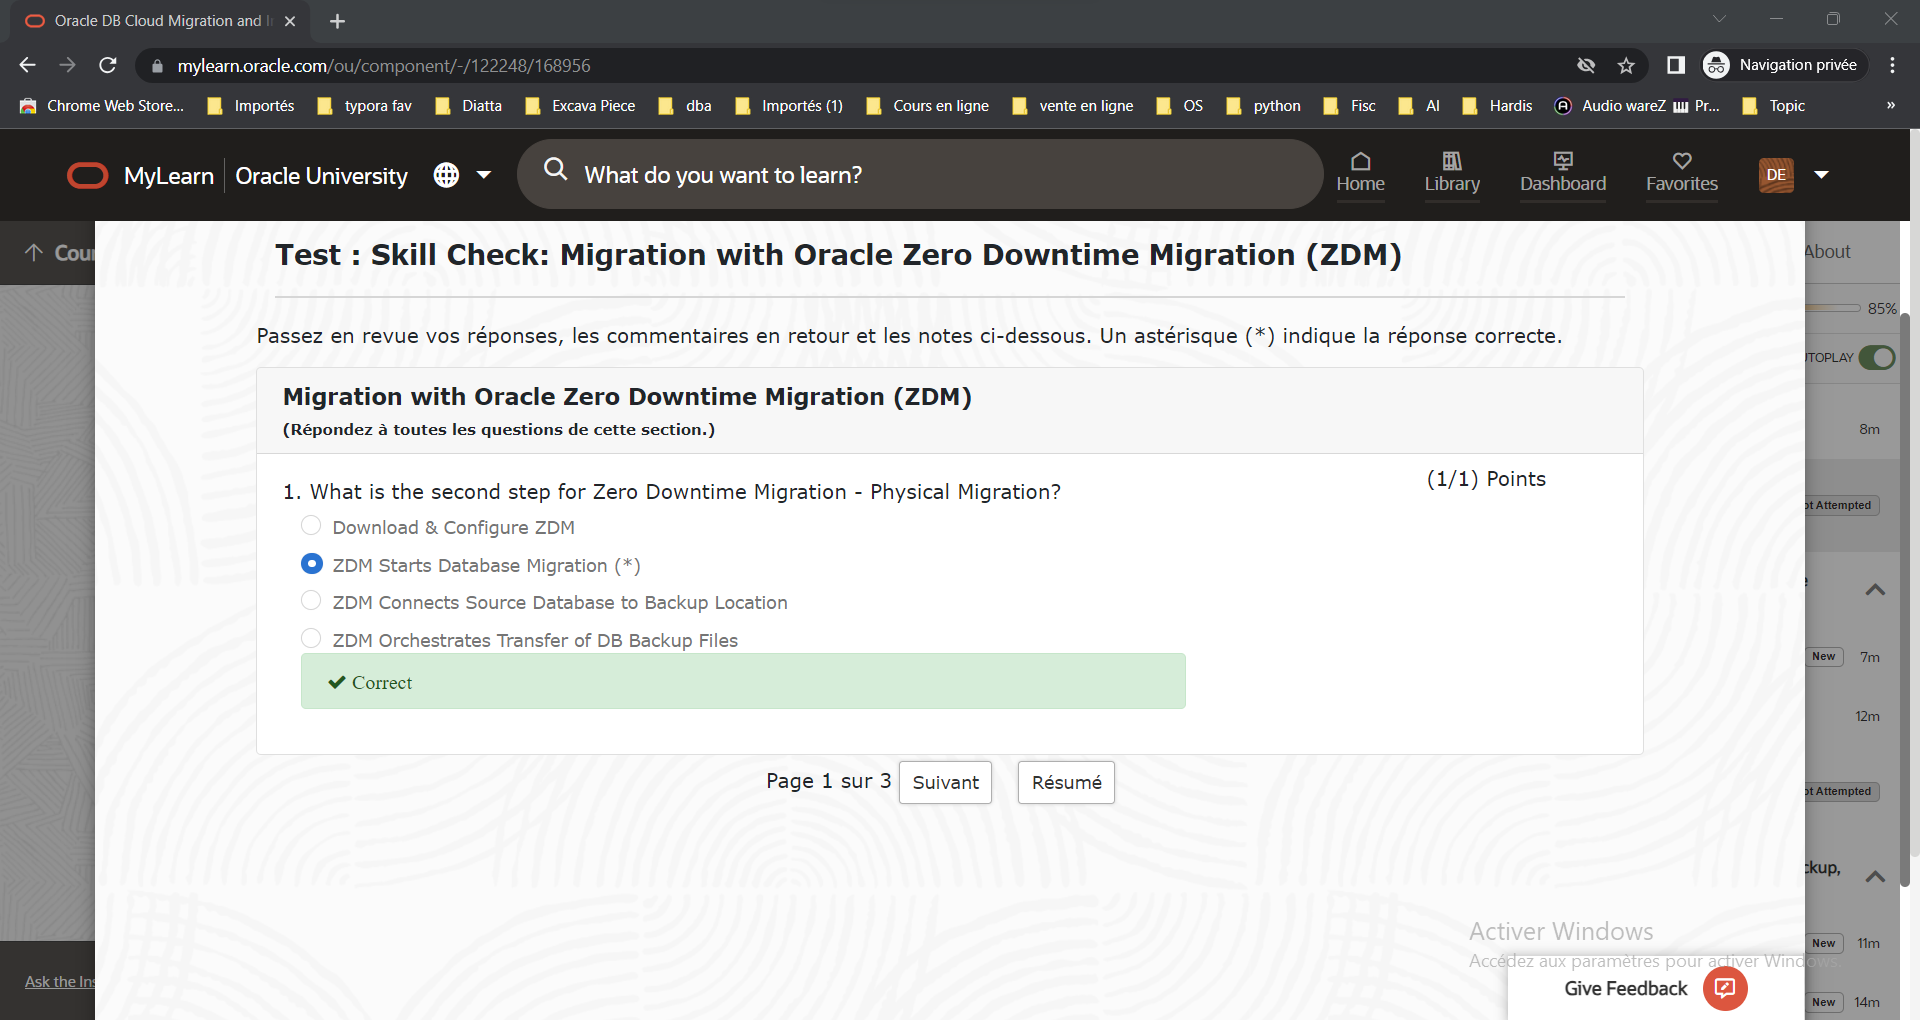 Oracle DB Cloud Migration and I
mylearn.oracle.com/ou/component/-/122248/168956
Navigation privée
Chrome Web Store... Importés typora fav Diatta Excava Piece dba Importés (1) Cours en ligne vente en ligne OS python Fisc AI Hardis Audio wareZ Pr... Topic »
MyLearn Oracle University What do you want to learn? Home Library Dashboard Favorites DE
Cour
About
Test : Skill Check: Migration with Oracle Zero Downtime Migration (ZDM)
85%
Passez en revue vos réponses, les commentaires en retour et les notes ci-dessous. Un astérisque (*) indique la réponse correcte.
TOPLAY
Migration with Oracle Zero Downtime Migration (ZDM)
(Répondez à toutes les questions de cette section.)
8m
1. What is the second step for Zero Downtime Migration - Physical Migration?
(1/1) Points
ot Attempted
Download & Configure ZDM
ZDM Starts Database Migration (*)
ZDM Connects Source Database to Backup Location
ZDM Orchestrates Transfer of DB Backup Files
New 7m
Correct
12m
Page 1 sur 3 Suivant Résumé
ot Attempted
ckup,
Activer Windows
Accédez aux paramètres pour activer Windows.
New 11m
Ask the Ins
Give Feedback
New 14m